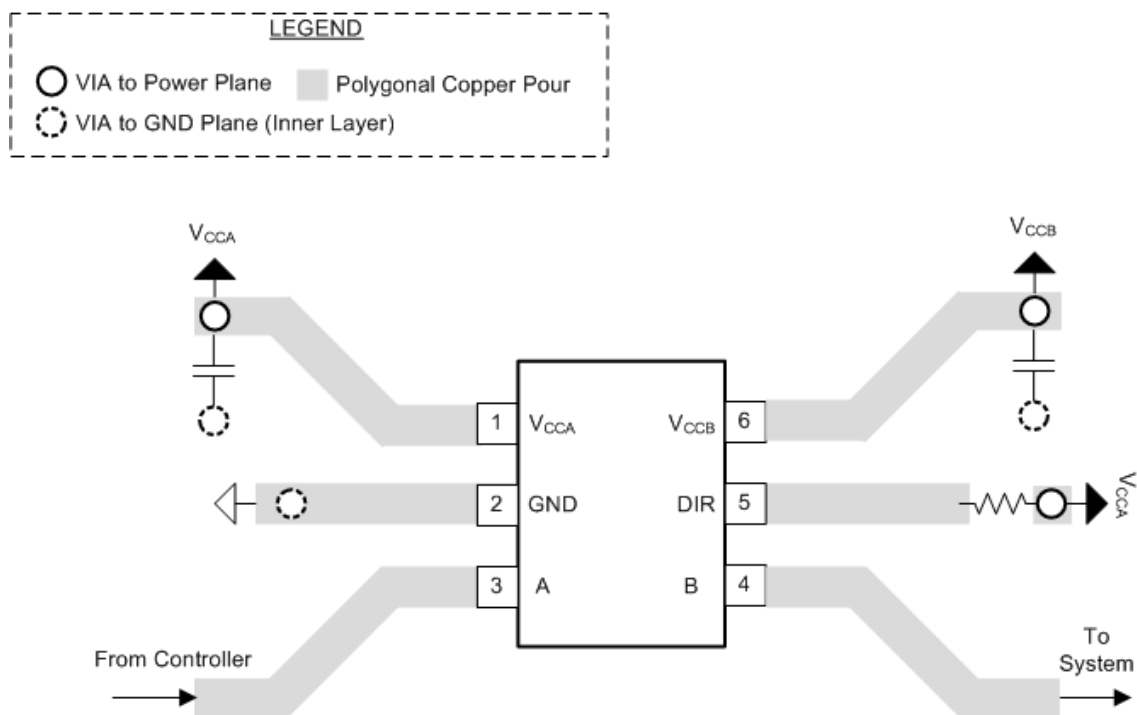 LEGEND
VIA to Power Plane
Polygonal Copper Pour
VIA to GND Plane (Inner Layer)
VCCA
VCCB
1
VCCA
VCCB
6
2
GND
DIR
5
VCCA
3
A
B
4
From Controller
To
System